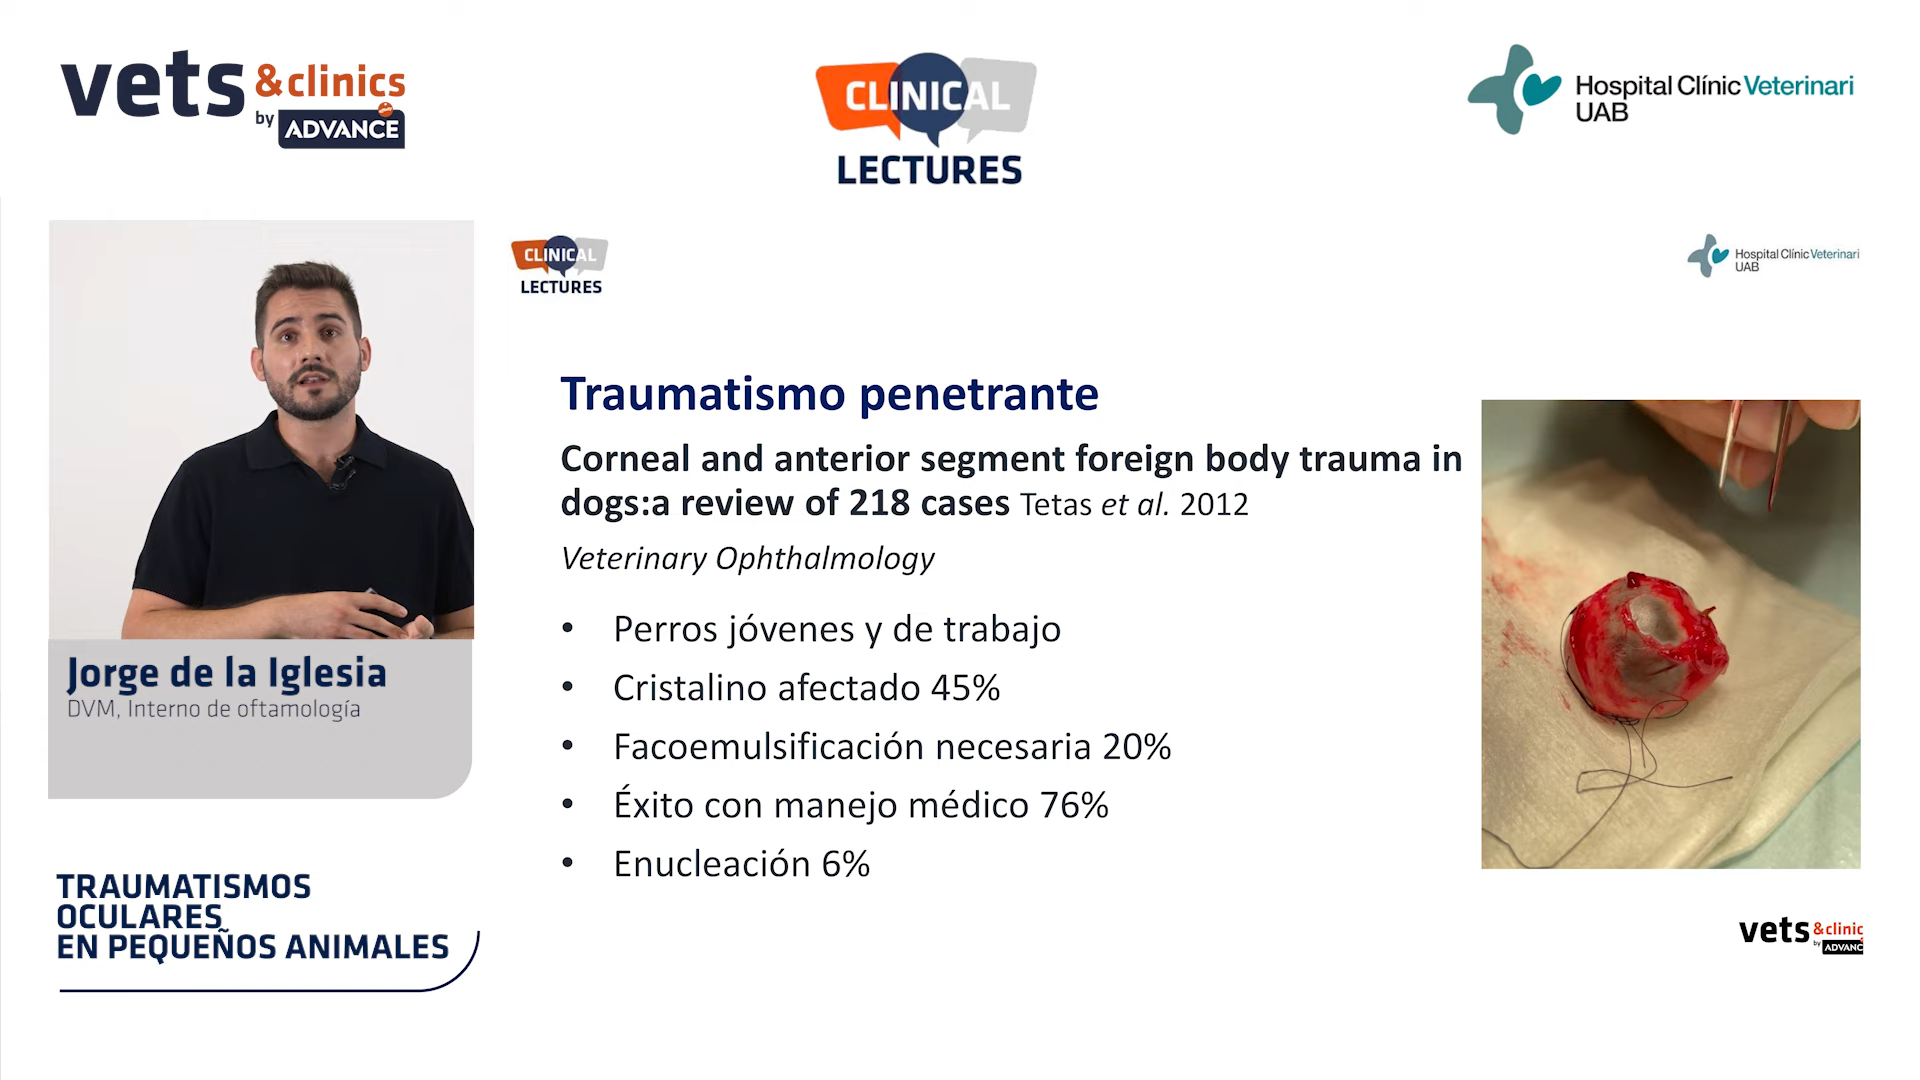 vets &clinics
by ADVANCE
CLINICAL
LECTURES
Hospital Clínic Veterinari
UAB
CLINICAL
LECTURES
Hospital Clínic Veterinari
UAB
Traumatismo penetrante
Corneal and anterior segment foreign body trauma in
dogs:a review of 218 cases Tetas et al. 2012
Veterinary Ophthalmology
• Perros jóvenes y de trabajo
• Cristalino afectado 45%
• Facoemulsificación necesaria 20%
• Éxito con manejo médico 76%
• Enucleación 6%
Jorge de la Iglesia
DVM, Interno de oftamología
TRAUMATISMOS
OCULARES
EN PEQUEÑOS ANIMALES
vets &clinic
by ADVANC